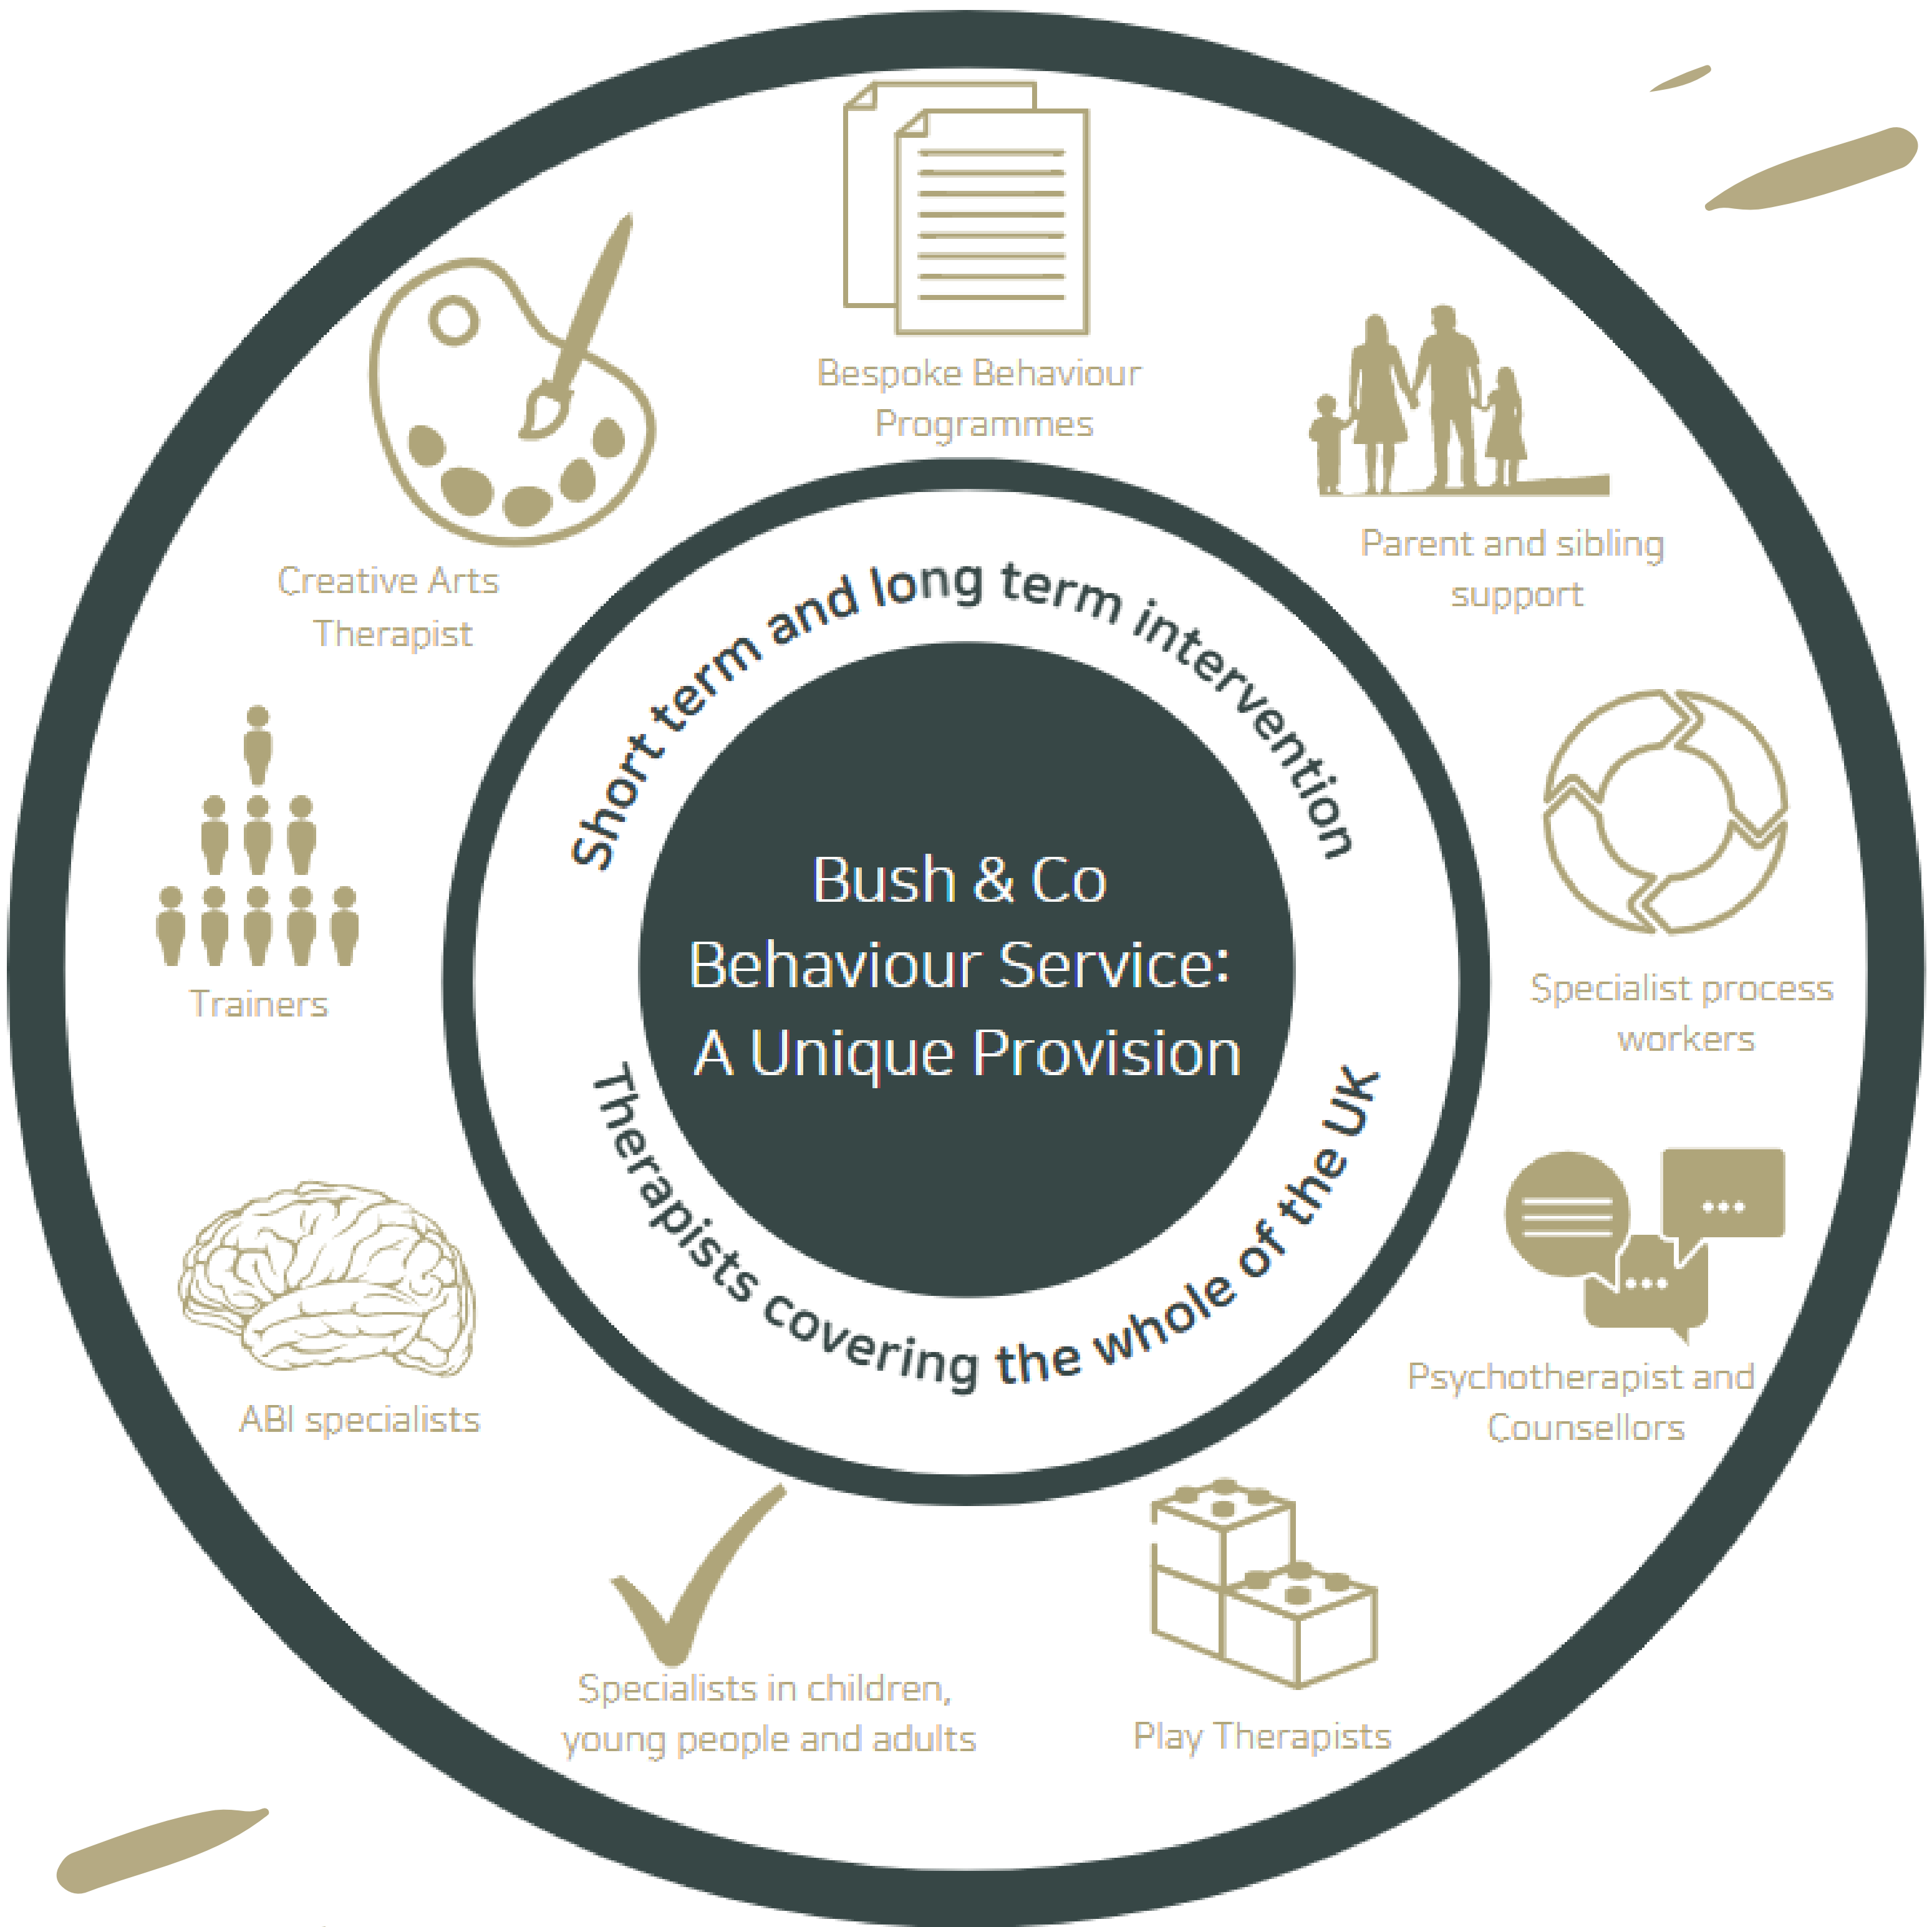 Bespoke Behaviour
Programmes
Parent and sibling
support
Creative Arts
Therapist
Short term and long term intervention
Bush & Co
Behaviour Service:
A Unique Provision
Therapists covering the whole of the UK
Trainers
Specialist process
workers
Psychotherapist and
Counsellors
ABI specialists
Specialists in children,
young people and adults
Play Therapists